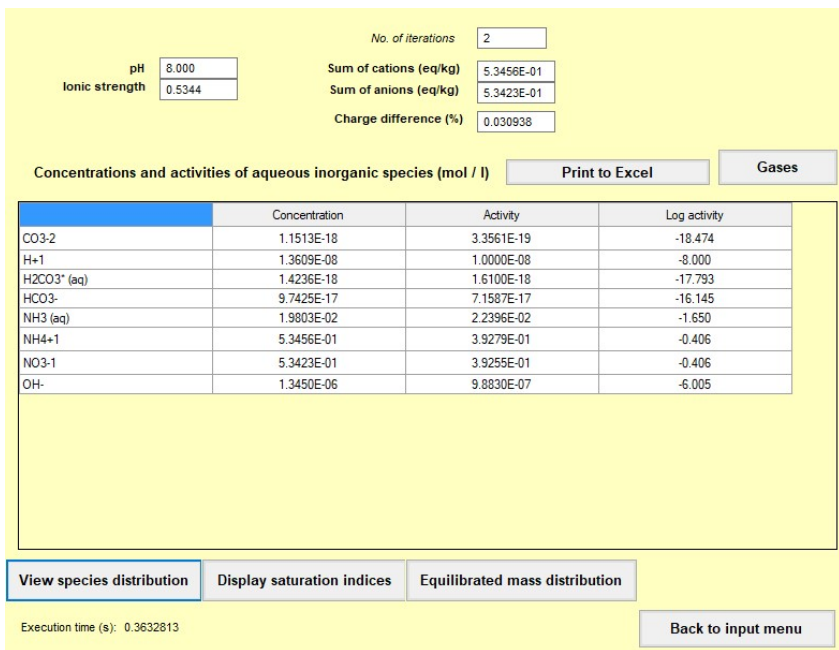 No. of iterations 2
pH 8.000 Sum of cations (eq/kg) 5.3456E-01
Ionic strength 0.5344 Sum of anions (eq/kg) 5.3423E-01
Charge difference (%) 0.030938
Concentrations and activities of aqueous inorganic species (mol / l) Print to Excel Gases
Concentration Activity Log activity
CO3-2 1.1513E-18 3.3561E-19 -18.474
H+1 1.3609E-08 1.0000E-08 -8.000
H2CO3* (aq) 1.4236E-18 1.6100E-18 -17.793
HCO3- 9.7425E-17 7.1587E-17 -16.145
NH3 (aq) 1.9803E-02 2.2396E-02 -1.650
NH4+1 5.3456E-01 3.9279E-01 -0.406
NO3-1 5.3423E-01 3.9255E-01 -0.406
OH- 1.3450E-06 9.8830E-07 -6.005
View species distribution Display saturation indices Equilibrated mass distribution
Execution time (s): 0.3632813 Back to input menu